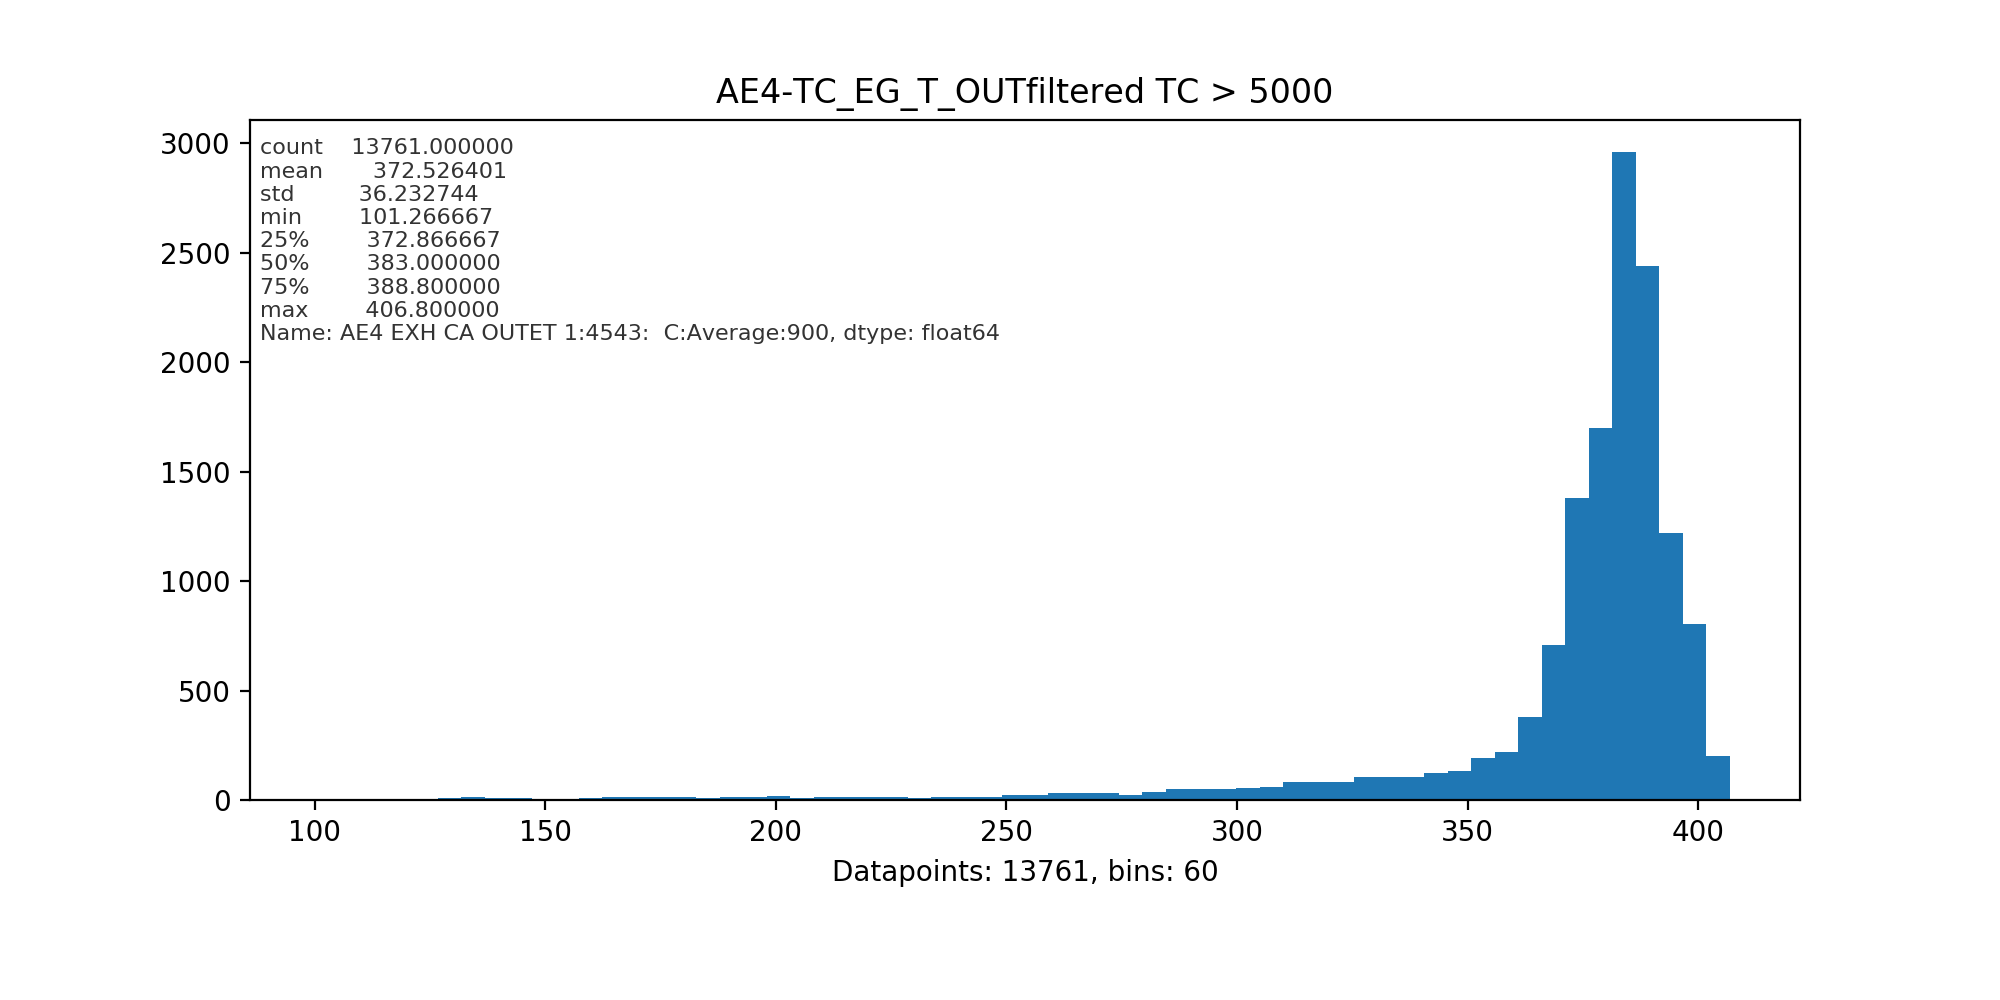 AE4-TC_EG_T_OUTfiltered TC > 5000
3000
2500
2000
1500
1000
500
0
count 13761.000000
mean 372.526401
std 36.232744
min 101.266667
25% 372.866667
50% 383.000000
75% 388.800000
max 406.800000
Name: AE4 EXH CA OUTET 1:4543: C:Average:900, dtype: float64
100 150 200 250 300 350 400
Datapoints: 13761, bins: 60